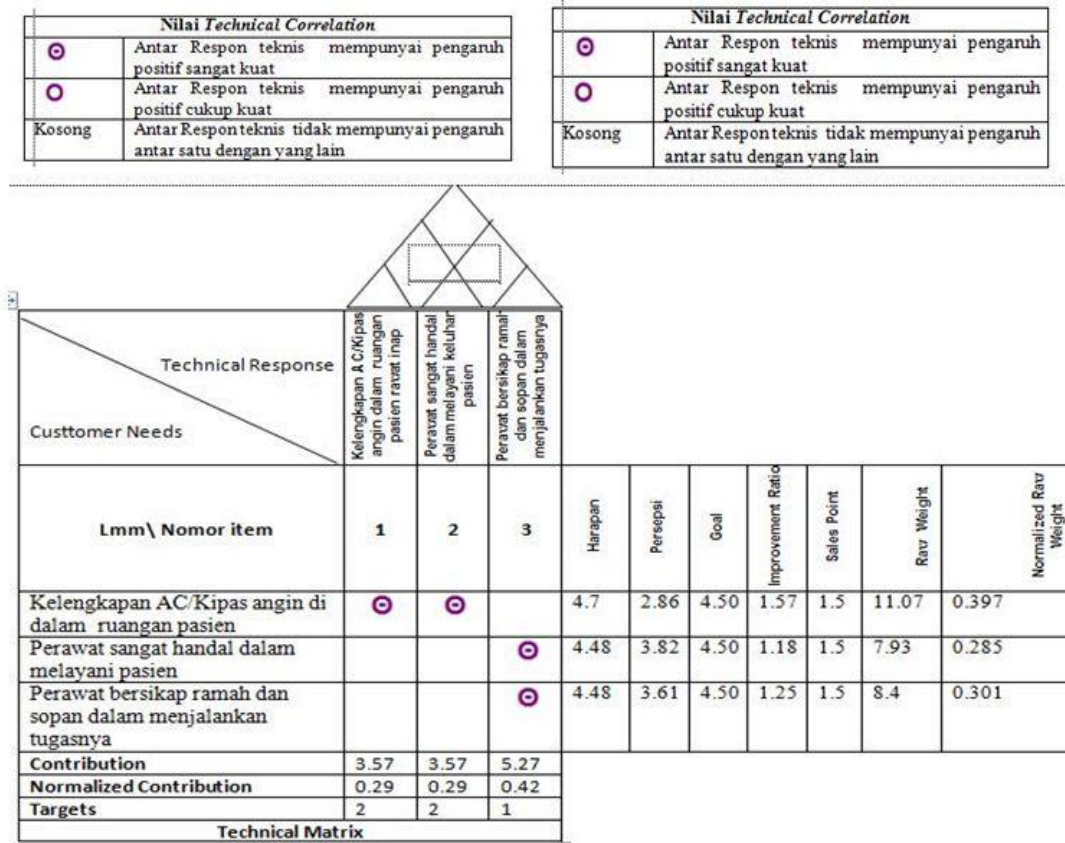 Nilai Technical Correlation
Antar Respon teknis mempunyai pengaruh
positif sangat kuat
Antar Respon teknis mempunyai pengaruh
positif cukup kuat
Kosong
Antar Respon teknis tidak mempunyai pengaruh
antar satu dengan yang lain
Nilai Technical Correlation
Antar Respon teknis mempunyai pengaruh
positif sangat kuat
Antar Respon teknis mempunyai pengaruh
positif cukup kuat
Kosong
Antar Respon teknis tidak mempunyai pengaruh
antar satu dengan yang lain
Technical Response
Custtomer Needs
Kelengkapan AC/Kipas
angin dalam ruangan
pasien rawat inap
Perawat sangat handal
dalam melayani keluhan
pasien
Perawat bersikap ramah
dan sopan dalam
menjalankan tugasnya
Lmm\ Nomor item 1 2 3
Harapan
Persepsi
Goal
Improvement Ratio
Sales Point
Raw Weight
Normalized Raw
Weight
Kelengkapan AC/Kipas angin di
dalam ruangan pasien
4.7 2.86 4.50 1.57 1.5 11.07 0.397
Perawat sangat handal dalam
melayani pasien
4.48 3.82 4.50 1.18 1.5 7.93 0.285
Perawat bersikap ramah dan
sopan dalam menjalankan
tugasnya
4.48 3.61 4.50 1.25 1.5 8.4 0.301
Contribution 3.57 3.57 5.27
Normalized Contribution 0.29 0.29 0.42
Targets 2 2 1
Technical Matrix